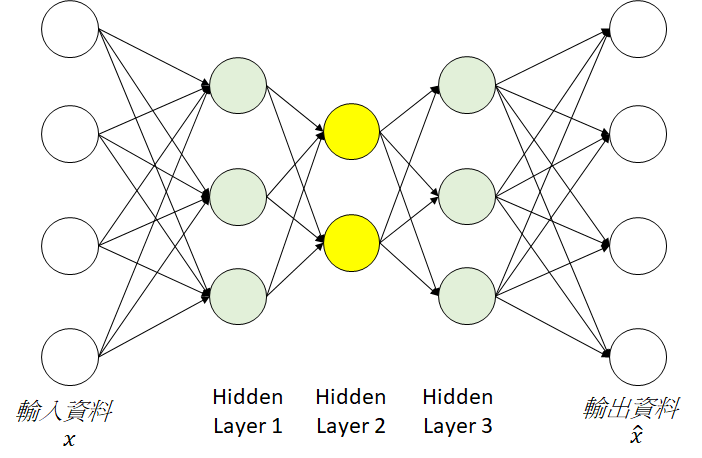 輸入資料
x
Hidden
Layer 1
Hidden
Layer 2
Hidden
Layer 3
輸出資料
x̂